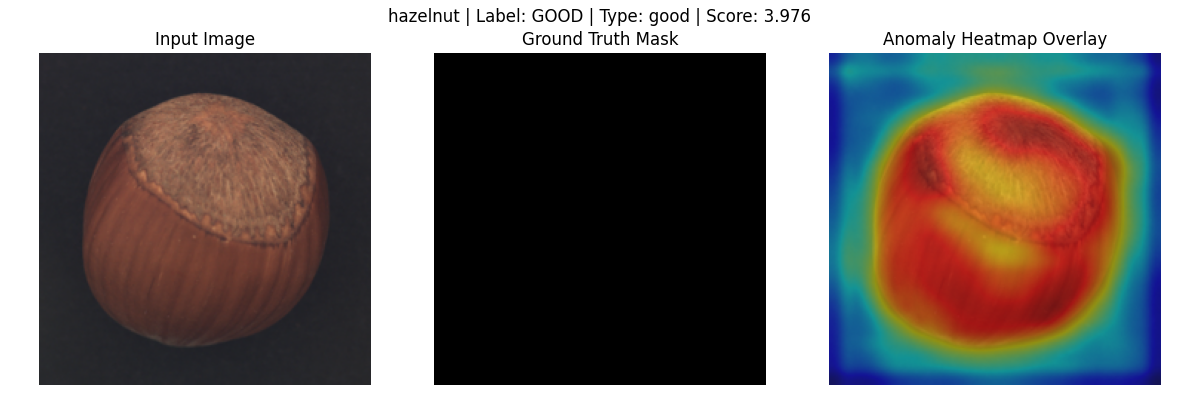 hazelnut | Label: GOOD | Type: good | Score: 3.976
Input Image
Ground Truth Mask
Anomaly Heatmap Overlay